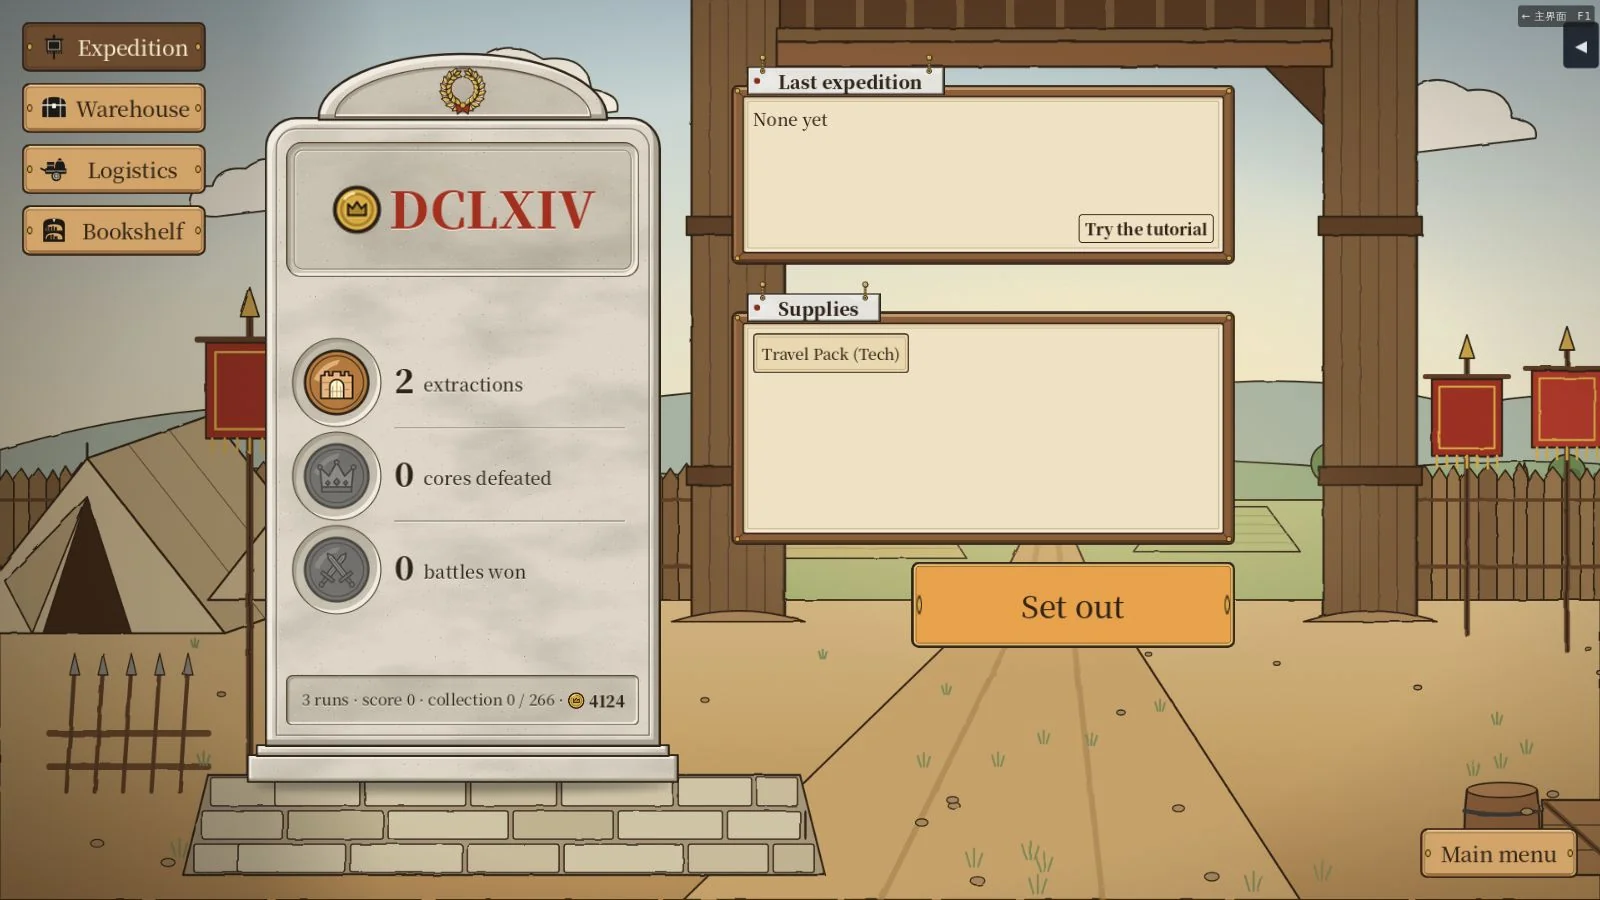 Expedition
Warehouse
Logistics
Bookshelf
DCLXIV
2 extractions
0 cores defeated
0 battles won
3 runs · score 0 · collection 0 / 266 · 4124
Last expedition
None yet
Try the tutorial
Supplies
Travel Pack (Tech)
Set out
← 主界面 F1
Main menu